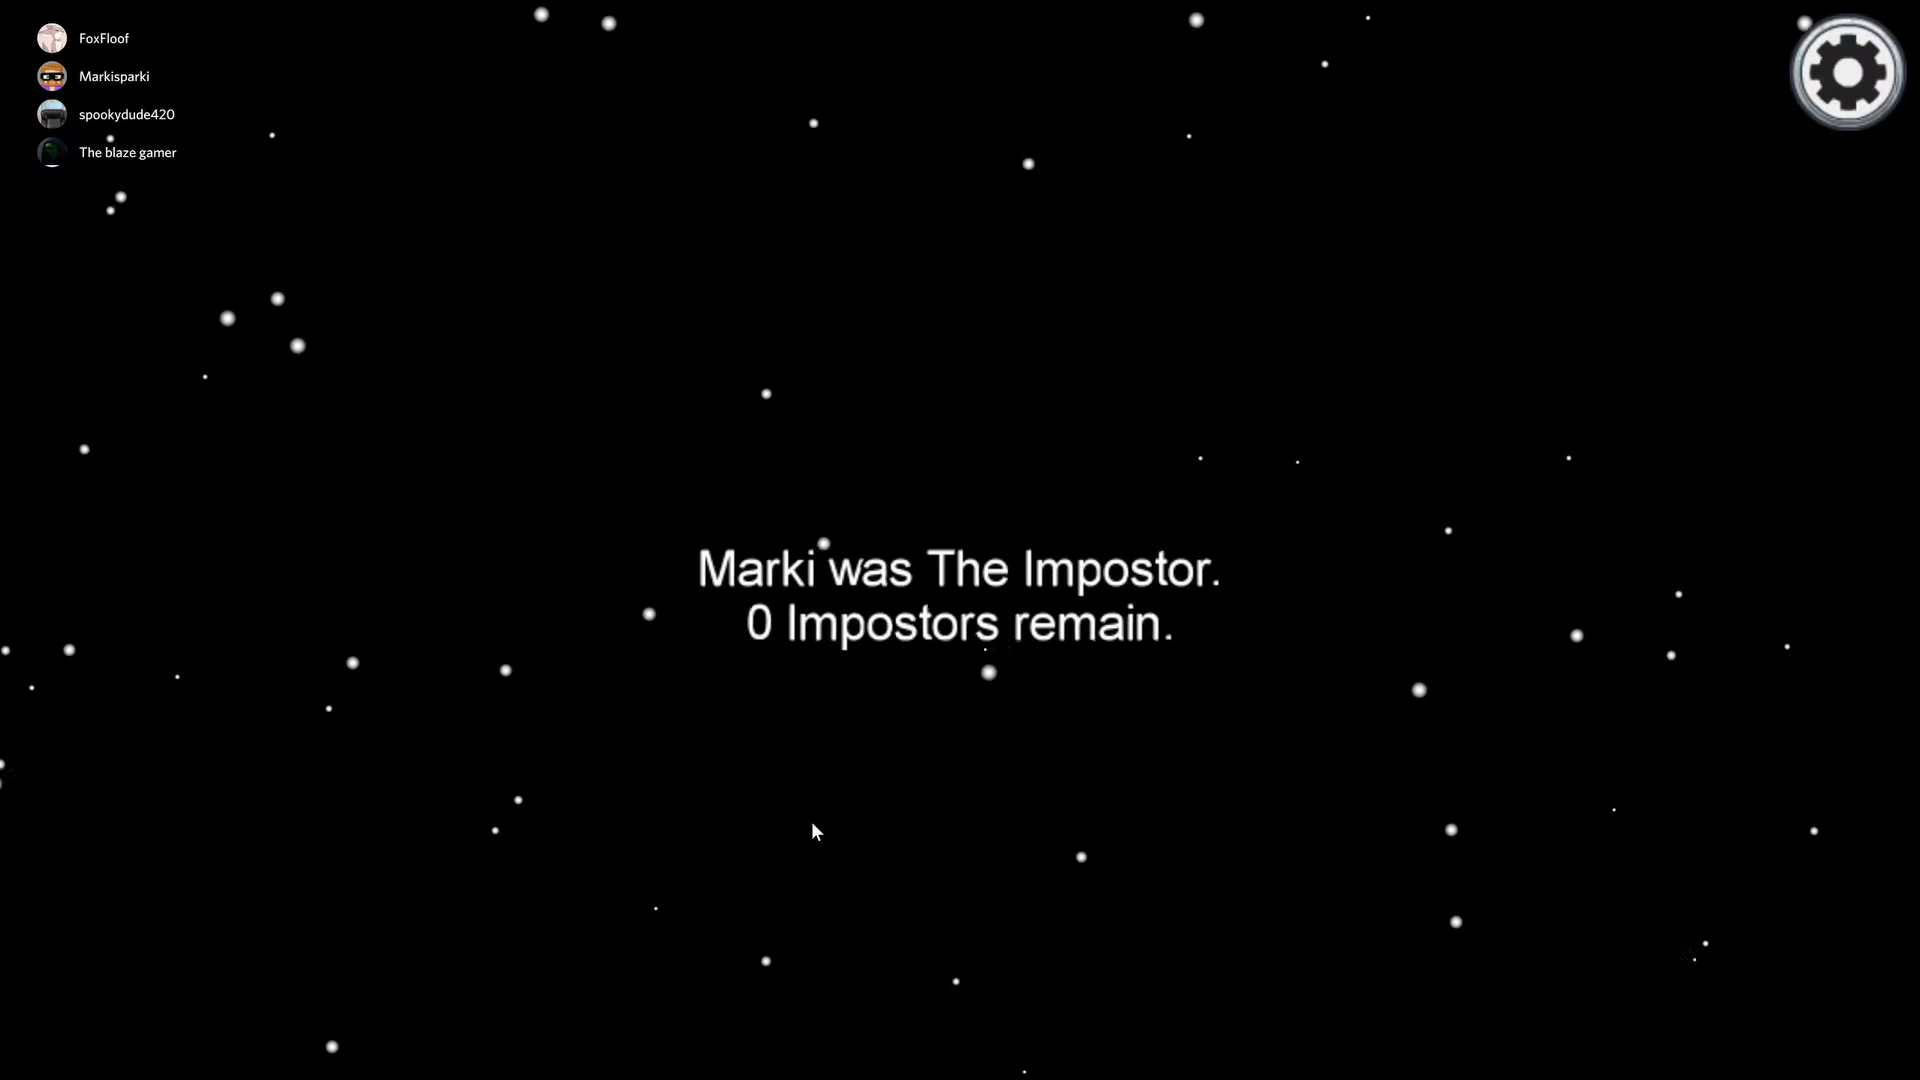 FoxFloof
Markisparki
spookydude420
The blaze gamer
Marki was The Impostor.
0 Impostors remain.